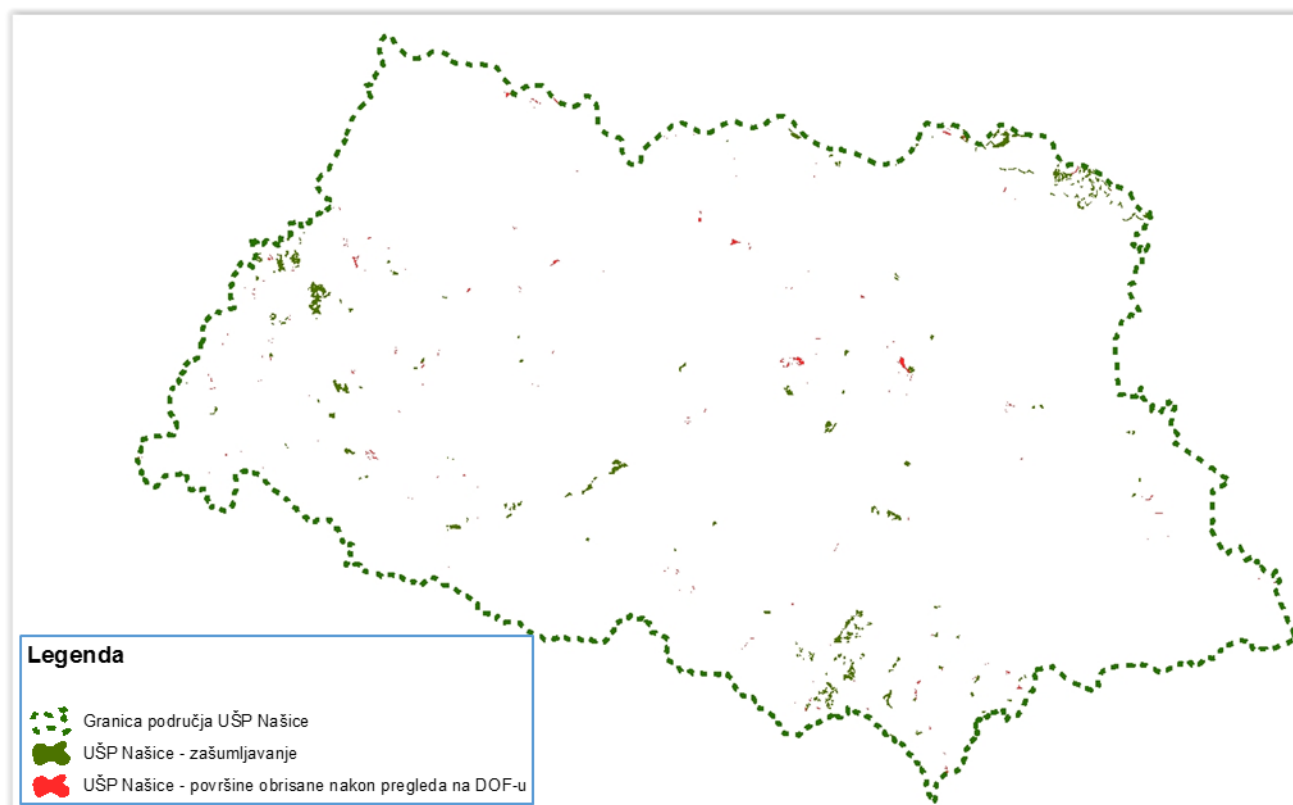 Legenda
Granica područja UŠP Našice
UŠP Našice - zašumljavanje
UŠP Našice - površine obrisane nakon pregleda na DOF-u